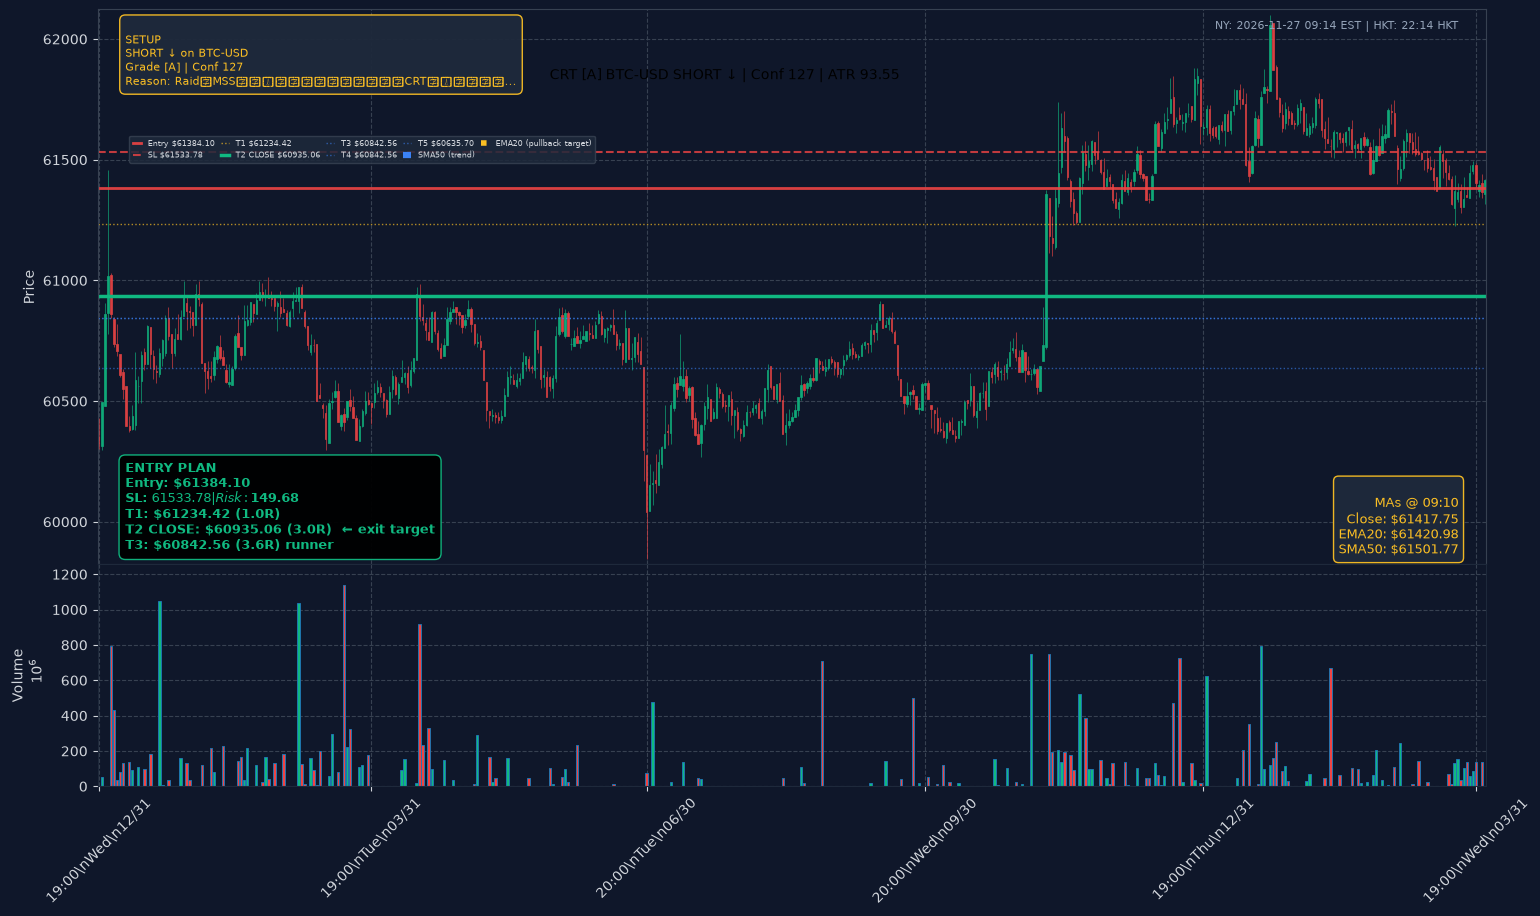 NY: 2026-11-27 09:14 EST | HKT: 22:14 HKT
SETUP
SHORT ↓ on BTC-USD
Grade [A] | Conf 127
Reason: Raid▯MSS▯▯▯▯▯▯▯▯▯▯▯▯▯CRT▯▯▯▯▯▯...
CRT [A] BTC-USD SHORT ↓ | Conf 127 | ATR 93.55
Entry $61384.10
SL $61533.78
T1 $61234.42
T2 CLOSE $60935.06
T3 $60842.56
T4 $60842.56
T5 $60635.70
SMA50 (trend)
EMA20 (pullback target)
Price
62000
61500
61000
60500
60000
ENTRY PLAN
Entry: $61384.10
SL: 61533.78|Risk:149.68
T1: $61234.42 (1.0R)
T2 CLOSE: $60935.06 (3.0R) ← exit target
T3: $60842.56 (3.6R) runner
MAs @ 09:10
Close: $61417.75
EMA20: $61420.98
SMA50: $61501.77
Volume
10⁶
1200
1000
800
600
400
200
0
19:00\nWed\n12/31
19:00\nTue\n03/31
20:00\nTue\n06/30
20:00\nWed\n09/30
19:00\nThu\n12/31
19:00\nWed\n03/31